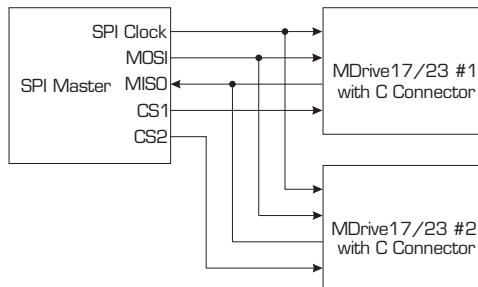 SPI Clock
MOSI
SPI Master MISO
CS1
CS2
MDrive17/23 #1
with C Connector
MDrive17/23 #2
with C Connector